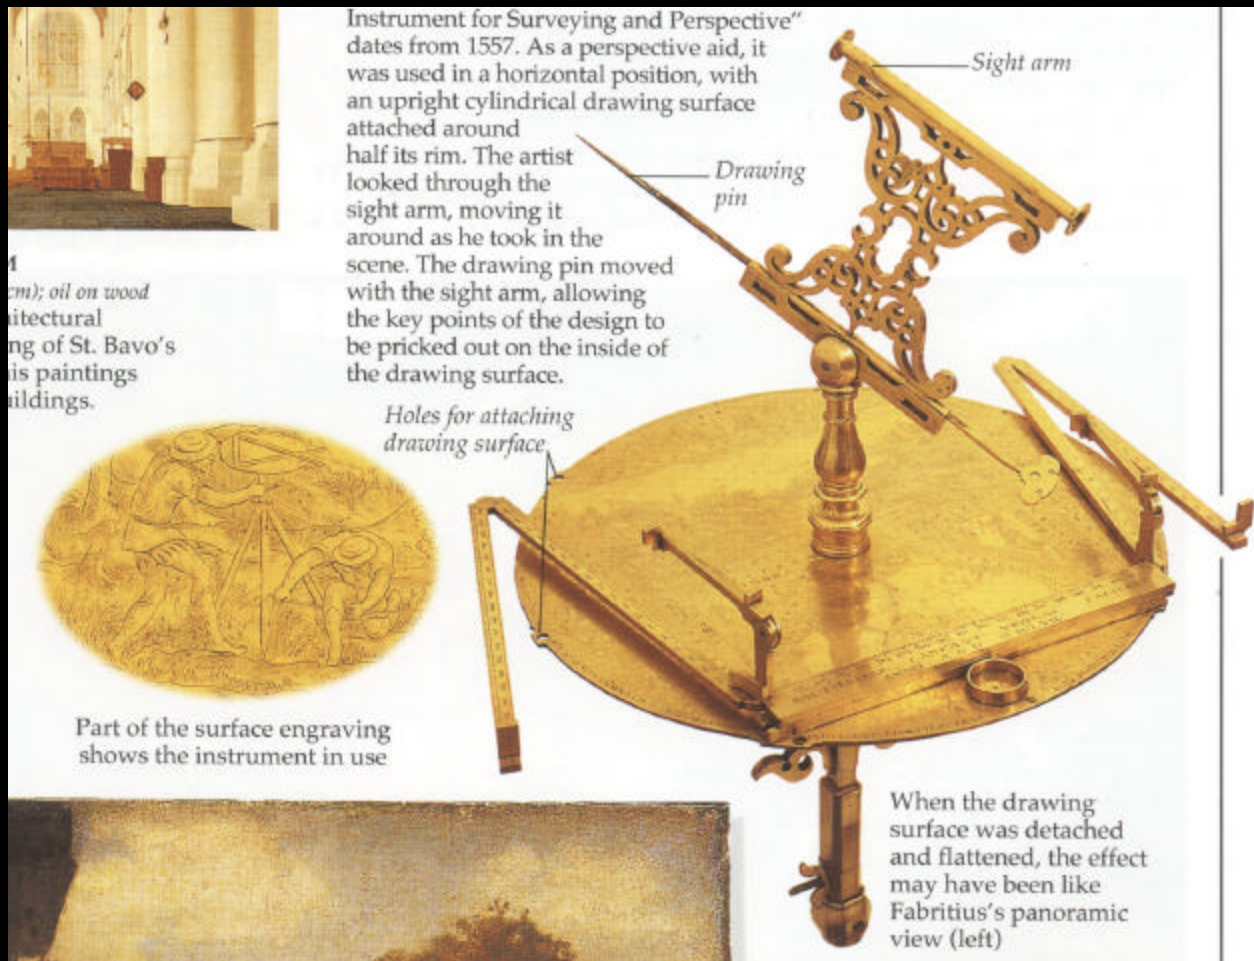 Instrument for Surveying and Perspective"
dates from 1557. As a perspective aid, it
was used in a horizontal position, with
an upright cylindrical drawing surface
attached around
half its rim. The artist
looked through the
sight arm, moving it
around as he took in the
scene. The drawing pin moved
with the sight arm, allowing
the key points of the design to
be pricked out on the inside of
the drawing surface.
Sight arm
Drawing
pin
cm); oil on wood
itectural
ng of St. Bavo's
is paintings
ildings.
Holes for attaching
drawing surface
Part of the surface engraving
shows the instrument in use
When the drawing
surface was detached
and flattened, the effect
may have been like
Fabritius's panoramic
view (left)